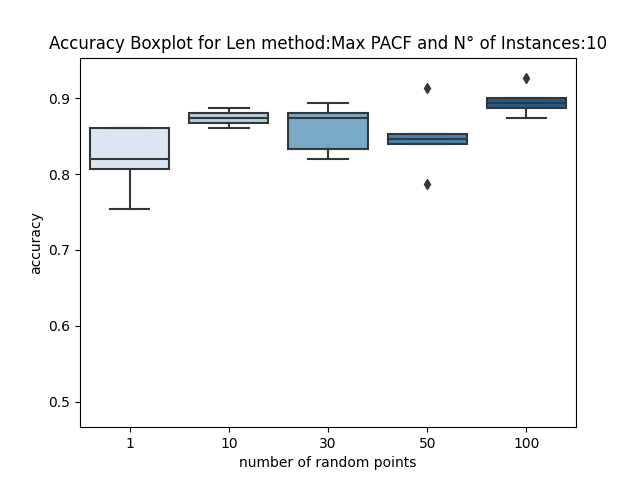 Accuracy Boxplot for Len method:Max PACF and N° of Instances:10
0.9
0.8
0.7
0.6
0.5
accuracy
1 10 30 50 100
number of random points